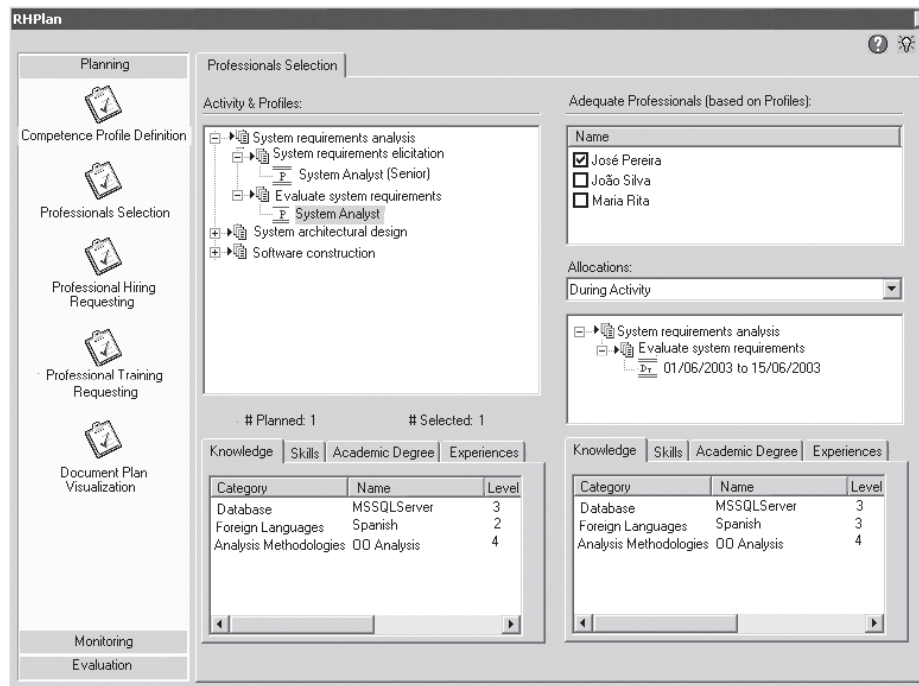 RHPlan
Planning
Competence Profile Definition
Professionals Selection
Professional Hiring
Requesting
Professional Training
Requesting
Document Plan
Visualization
Monitoring
Evaluation
Professionals Selection
Activity & Profiles:
System requirements analysis
System requirements elicitation
P System Analyst (Senior)
Evaluate system requirements
P System Analyst
System architectural design
Software construction
# Planned: 1 # Selected: 1
Knowledge Skills Academic Degree Experiences
Category Name Level
Database MSSQLServer 3
Foreign Languages Spanish 2
Analysis Methodologies OO Analysis 4
Adequate Professionals (based on Profiles):
Name
José Pereira
João Silva
Maria Rita
Allocations:
During Activity
System requirements analysis
Evaluate system requirements
DT 01/06/2003 to 15/06/2003
Knowledge Skills Academic Degree Experiences
Category Name Level
Database MSSQLServer 3
Foreign Languages Spanish 3
Analysis Methodologies OO Analysis 4